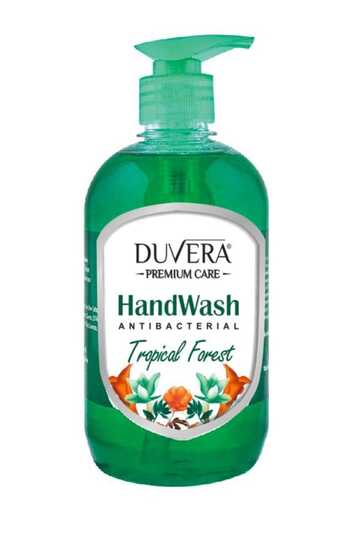 DUVERA®
PREMIUM CARE
HandWash
ANTIBACTERIAL
Tropical Forest